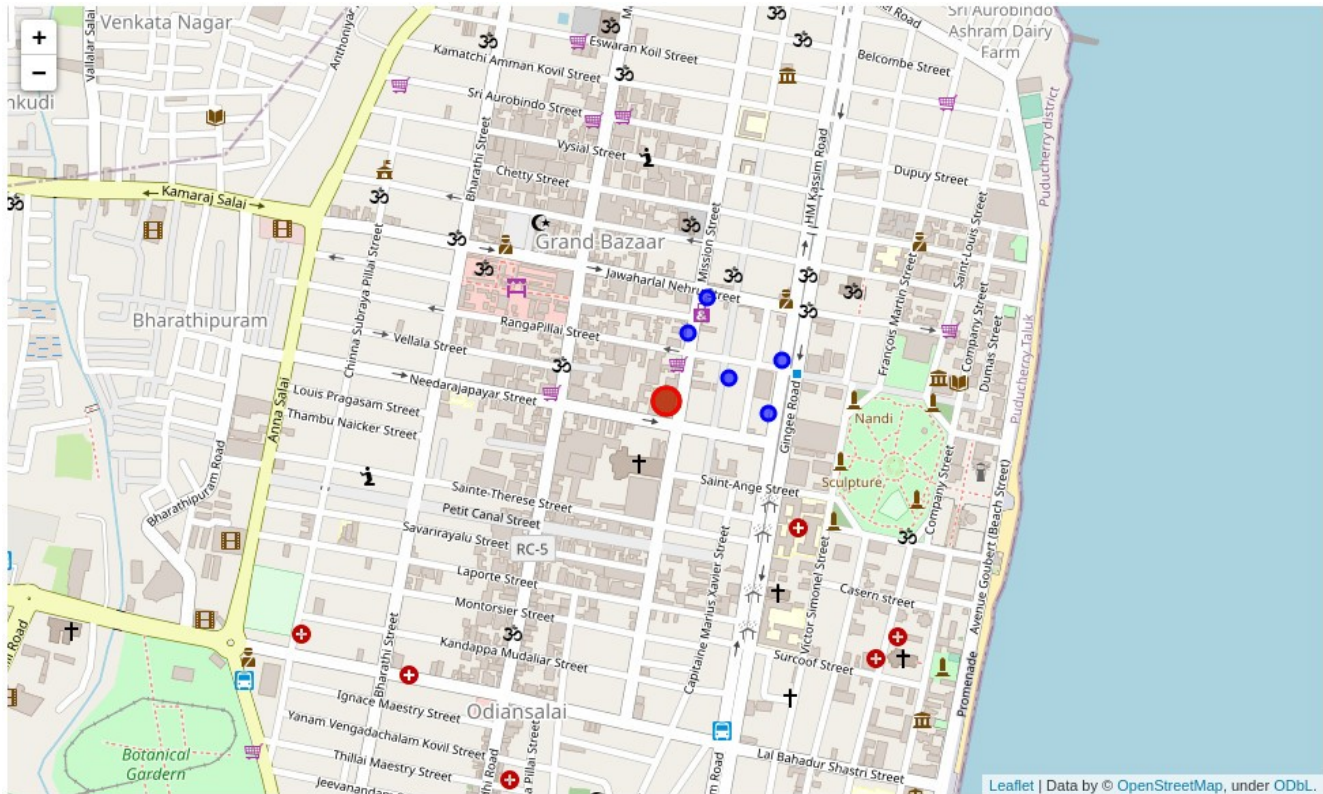 +
−
Venkata Nagar
Vallalar Salai
nkudi
Kamatchi Amman Kovil Street
Eswaran Koil Street
Sri Aurobindo Street
Vysial Street
Chetty Street
Bharathi Street
Kamaraj Salai
Grand Bazaar
Jawaharlal Nehru
Mission Street
HM Kassim Road
Belcombe Street
Sri Aurobindo
Ashram Dairy
Farm
Puducherry district
Dupuy Street
Saint-Louis Street
François Martin Street
Company Street
Dumas Street
Puducherry Taluk
Bharathipuram
Chinna Subraya Pillai Street
RangaPillai Street
Vellala Street
Needarajapayar Street
Louis Pragasam Street
Thambu Naicker Street
Anna Salai
Bharathipuram Road
Gingee Road
Nandi
Sculpture
Saint-Ange Street
Sainte-Therese Street
Petit Canal Street
Savarirayalu Street
RC-5
Laporte Street
Montorsier Street
Kandappa Mudaliar Street
Capitaine Marius Xavier Street
Victor Simonel Street
Casern street
Surcoof Street
Company Street
Avenue Goubert (Beach Street)
Promenade
Bharathi Street
Ignace Maestry Street
Odiansalai
Yanam Vengadachalam Kovil Street
Thillai Maestry Street
Botanical
Gardern
Lal Bahadur Shastri Street
Leaflet | Data by © OpenStreetMap, under ODbL.